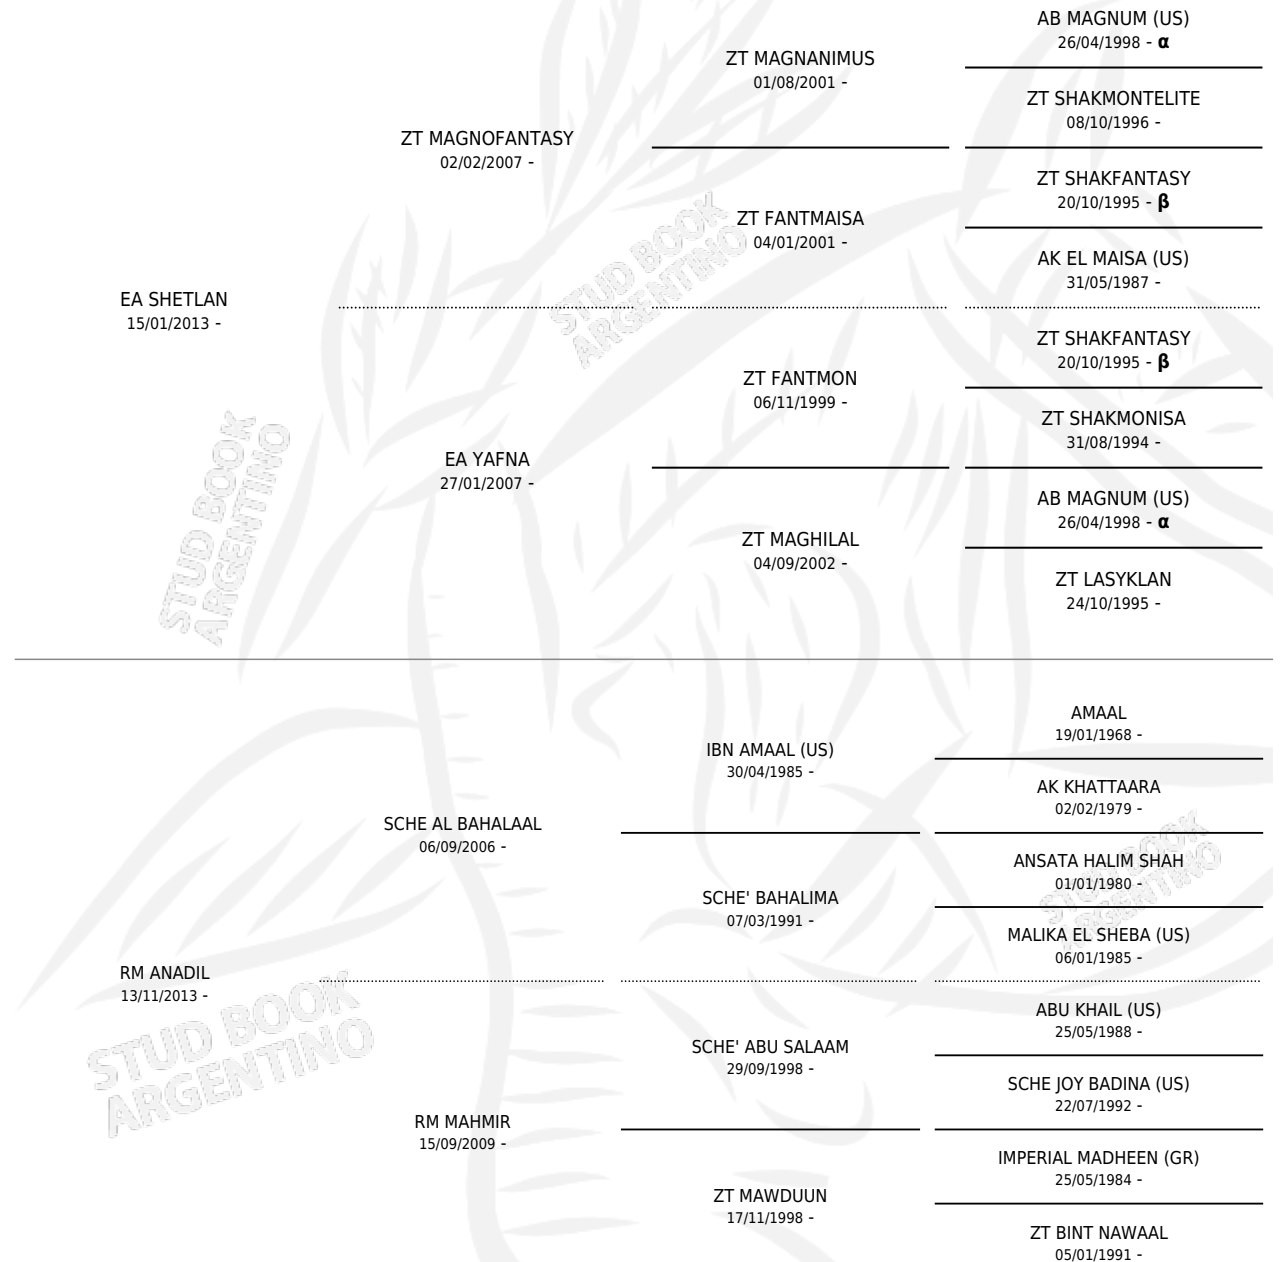 AB MAGNUM (US)
26/04/1998 - α
ZT MAGNANIMUS
01/08/2001 -
ZT SHAKMONTELITE
08/10/1996 -
ZT MAGNOFANTASY
02/02/2007 -
ZT SHAKFANTASY
20/10/1995 - β
ZT FANTMAISA
04/01/2001 -
AK EL MAISA (US)
31/05/1987 -
EA SHETLAN
15/01/2013 -
ZT SHAKFANTASY
20/10/1995 - β
ZT FANTMON
06/11/1999 -
ZT SHAKMONISA
31/08/1994 -
EA YAFNA
27/01/2007 -
AB MAGNUM (US)
26/04/1998 - α
ZT MAGHILAL
04/09/2002 -
ZT LASYKLAN
24/10/1995 -
AMAAL
19/01/1968 -
IBN AMAAL (US)
30/04/1985 -
AK KHATTAARA
02/02/1979 -
SCHE AL BAHALAAL
06/09/2006 -
ANSATA HALIM SHAH
01/01/1980 -
SCHE' BAHALIMA
07/03/1991 -
MALIKA EL SHEBA (US)
06/01/1985 -
RM ANADIL
13/11/2013 -
ABU KHAIL (US)
25/05/1988 -
SCHE' ABU SALAAM
29/09/1998 -
SCHE JOY BADINA (US)
22/07/1992 -
RM MAHMIR
15/09/2009 -
IMPERIAL MADHEEN (GR)
25/05/1984 -
ZT MAWDUUN
17/11/1998 -
ZT BINT NAWAAL
05/01/1991 -
STUD BOOK
ARGENTINO
STUD BOOK
ARGENTINO
STUD BOOK
ARGENTINO
STUD BOOK
ARGENTINO